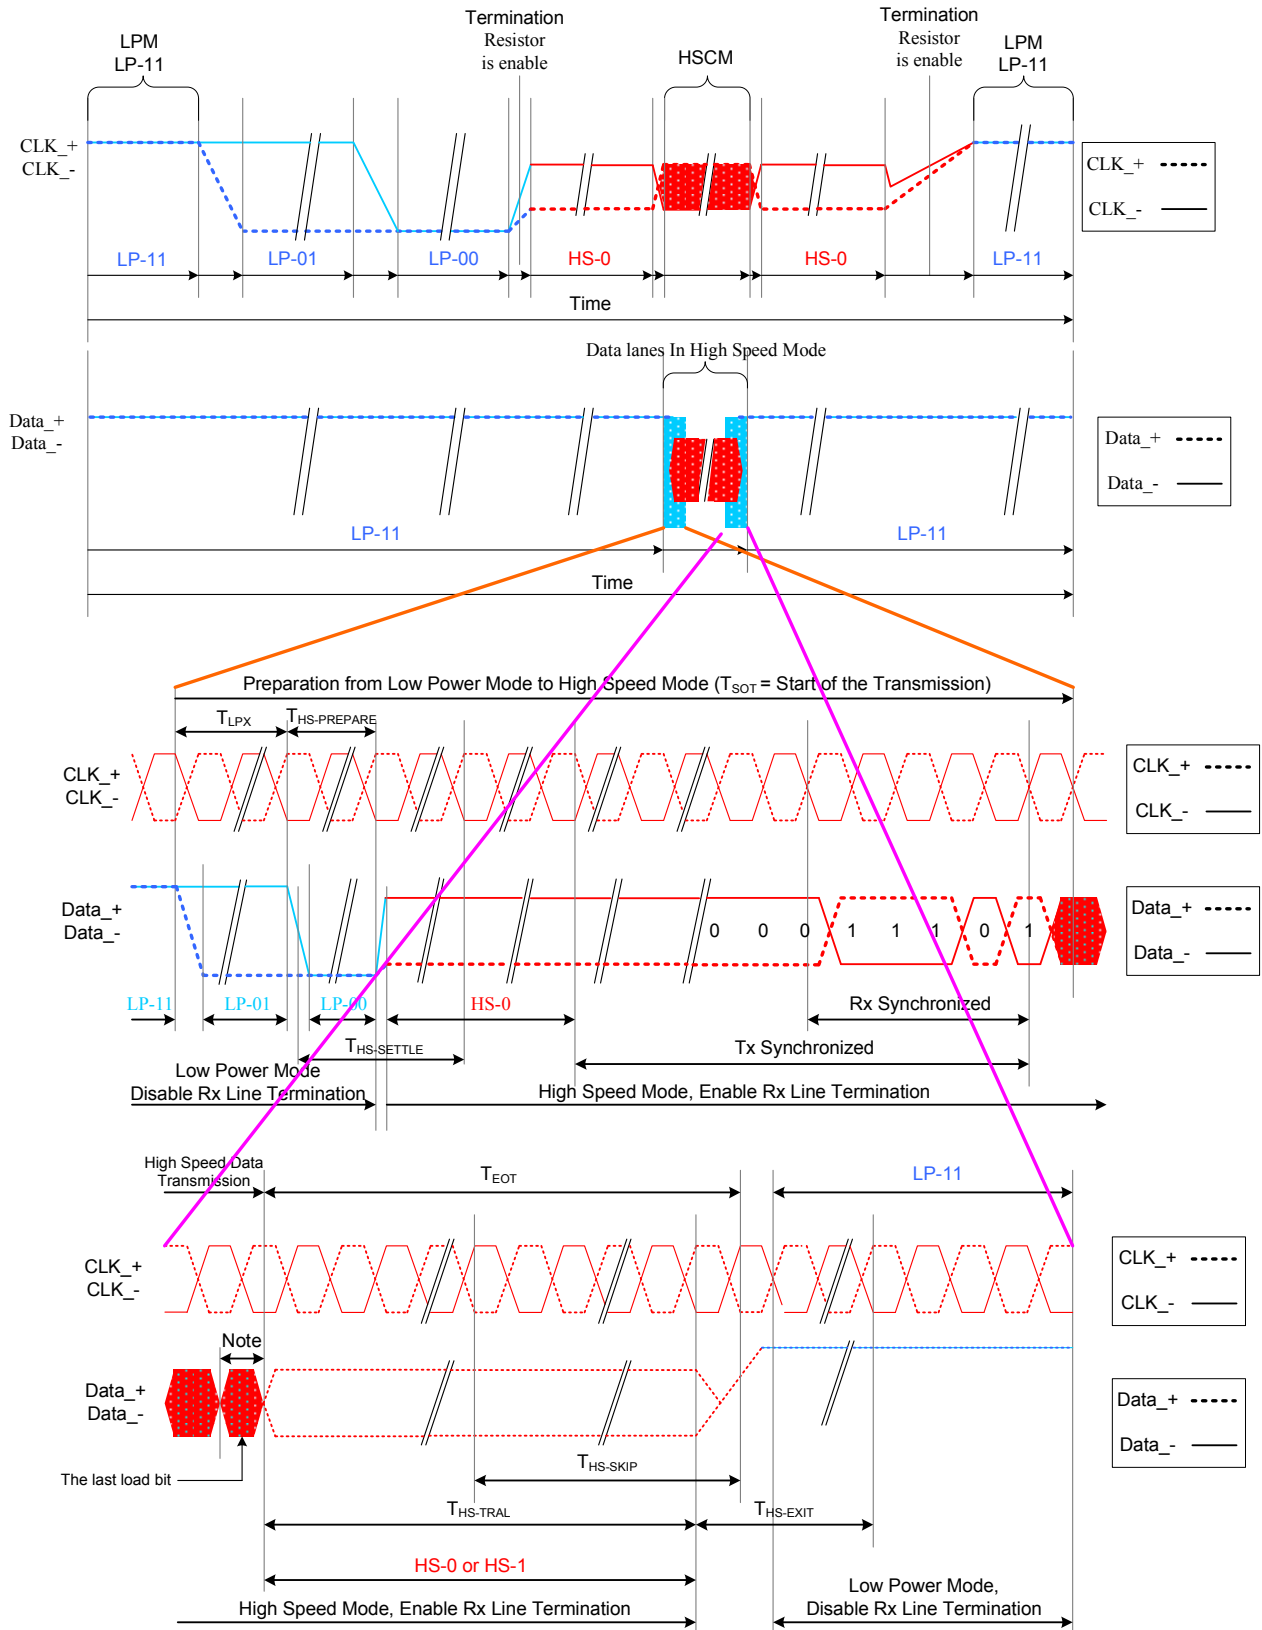 Termination
Resistor
is enable
Termination
Resistor
is enable
LPM
LP-11
HSCM
LPM
LP-11
CLK_+
CLK_-
CLK_+
CLK_-
LP-11
LP-01
LP-00
HS-0
HS-0
LP-11
Time
Data lanes In High Speed Mode
Data_+
Data_-
Data_+
Data_-
LP-11
LP-11
Time
Preparation from Low Power Mode to High Speed Mode (TSOT = Start of the Transmission)
TLPX
THS-PREPARE
CLK_+
CLK_-
CLK_+
CLK_-
Data_+
Data_-
0 0 0 1 1 1 0 1
Data_+
Data_-
LP-11
LP-01
LP-00
HS-0
Rx Synchronized
THS-SETTLE
Tx Synchronized
Low Power Mode
Disable Rx Line Termination
High Speed Mode, Enable Rx Line Termination
High Speed Data
Transmission
TEOT
LP-11
CLK_+
CLK_-
CLK_+
CLK_-
Note
Data_+
Data_-
Data_+
Data_-
The last load bit
THS-SKIP
THS-TRAL
THS-EXIT
HS-0 or HS-1
High Speed Mode, Enable Rx Line Termination
Low Power Mode,
Disable Rx Line Termination